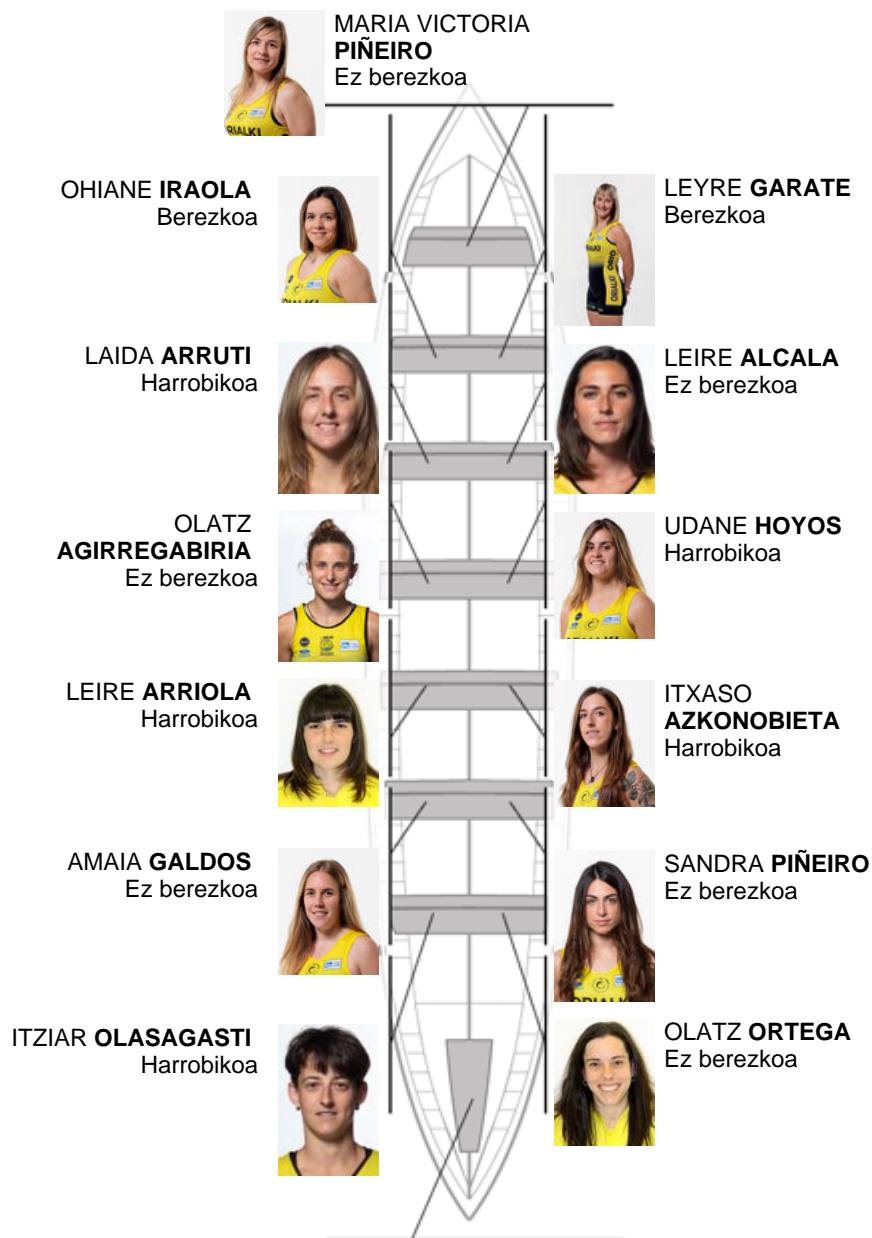 MARIA VICTORIA
PIÑEIRO
Ez berezkoa
OHIANE IRAOLA
Berezkoa
LEYRE GARATE
Berezkoa
LAIDA ARRUTI
Harrobikoa
LEIRE ALCALA
Ez berezkoa
OLATZ
AGIRREGABIRIA
Ez berezkoa
UDANE HOYOS
Harrobikoa
LEIRE ARRIOLA
Harrobikoa
ITXASO
AZKONOBIETA
Harrobikoa
AMAIA GALDOS
Ez berezkoa
SANDRA PIÑEIRO
Ez berezkoa
ITZIAR OLASAGASTI
Harrobikoa
OLATZ ORTEGA
Ez berezkoa